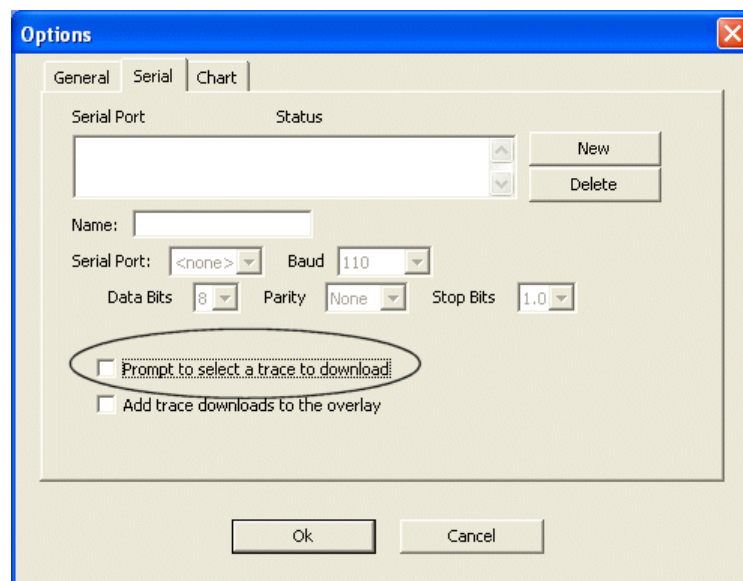 Options
General Serial Chart
Serial Port Status
New
Delete
Name:
Serial Port: <none> Baud 110
Data Bits 8 Parity None Stop Bits 1.0
Prompt to select a trace to download
Add trace downloads to the overlay
Ok Cancel